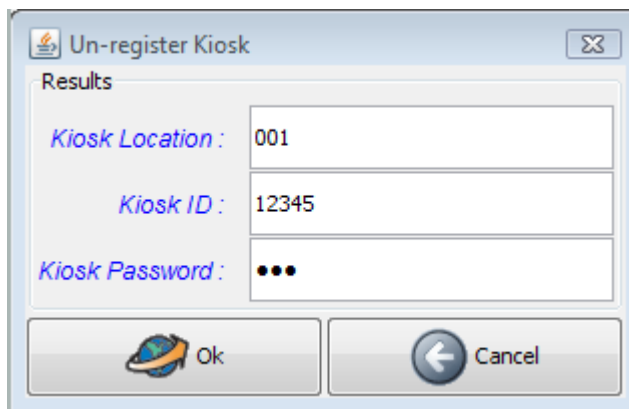 Un-register Kiosk
Results
Kiosk Location : 001
Kiosk ID : 12345
Kiosk Password : ●●●
Ok Cancel